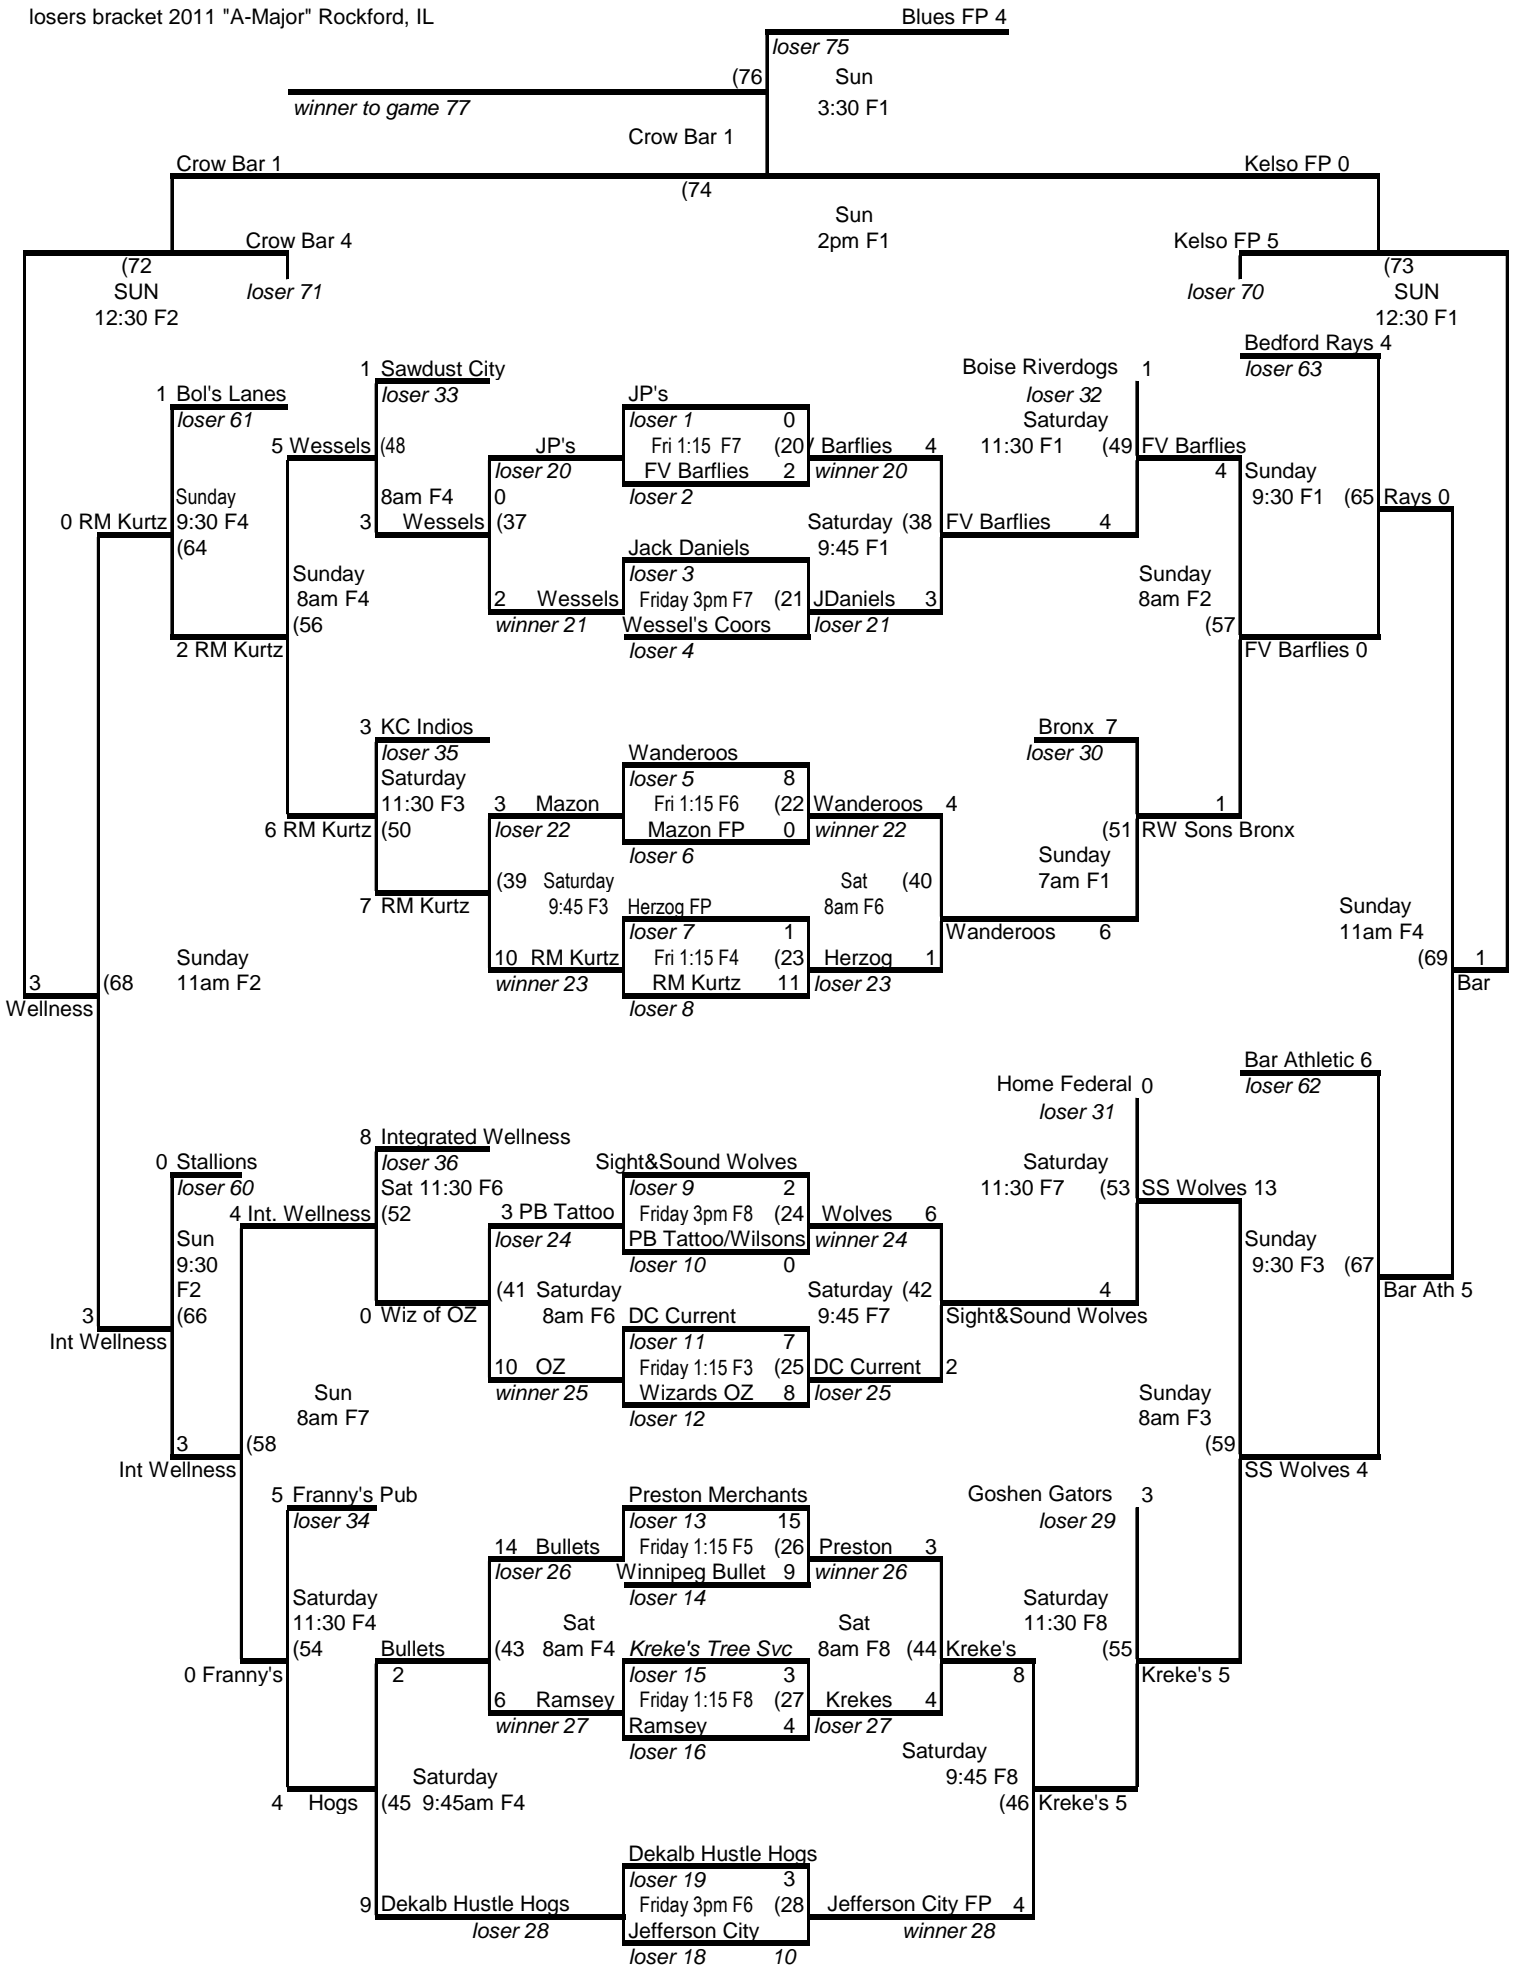 losers bracket 2011 "A-Major" Rockford, IL
Blues FP 4
loser 75
(76
Sun
winner to game 77
3:30 F1
Crow Bar 1
Crow Bar 1
Kelso FP 0
(74
Sun
2pm F1
Crow Bar 4
Kelso FP 5
(72
(73
SUN
loser 71
loser 70
SUN
12:30 F2
12:30 F1
Bedford Rays 4
loser 63
1 Sawdust City
loser 33
Boise Riverdogs 1
loser 32
1 Bol's Lanes
loser 61
JP's
loser 1 0
Saturday
5 Wessels
(48
JP's
loser 20
Fri 1:15 F7 (20
Barflies 4
winner 20
11:30 F1 (49
FV Barflies
4
FV Barflies 2
loser 2
Sunday
9:30 F4
(64
0 RM Kurtz
8am F4
0
3 Wessels
(37
Saturday (38
9:45 F1
FV Barflies 4
Sunday
9:30 F1 (65
Rays 0
Jack Daniels
loser 3
Sunday
8am F4
(56
2 Wessels
winner 21
Friday 3pm F7 (21
JDaniels 3
loser 21
Wessel's Coors
loser 4
Sunday
8am F2
(57
2 RM Kurtz
FV Barflies 0
3 KC Indios
loser 35
Bronx 7
loser 30
Wanderoos
loser 5 8
Saturday
11:30 F3
3 Mazon
loser 22
Fri 1:15 F6 (22
Wanderoos 4
winner 22
1
6 RM Kurtz
(50
Mazon FP 0
loser 6
(51
RW Sons Bronx
Sunday
7am F1
(39 Saturday
9:45 F3
Sat (40
8am F6
7 RM Kurtz
Herzog FP
loser 7 1
Wanderoos 6
Sunday
11am F4
(69
1
Bar
10 RM Kurtz
winner 23
Fri 1:15 F4 (23
Herzog 1
loser 23
RM Kurtz 11
loser 8
Sunday
11am F2
(68
3
Wellness
Bar Athletic 6
loser 62
Home Federal 0
loser 31
8 Integrated Wellness
loser 36
0 Stallions
loser 60
Sight&Sound Wolves
loser 9 2
Saturday
11:30 F7 (53
SS Wolves 13
Sat 11:30 F6
4 Int. Wellness
(52
3 PB Tattoo
loser 24
Friday 3pm F8 (24
Wolves 6
winner 24
PB Tattoo/Wilsons
loser 10 0
Sun
9:30
F2
(66
Sunday
9:30 F3 (67
(41 Saturday
8am F6
Saturday (42
9:45 F7
4
Sight&Sound Wolves
Bar Ath 5
0 Wiz of OZ
DC Current
loser 11 7
3
Int Wellness
10 OZ
winner 25
Friday 1:15 F3 (25
DC Current 2
loser 25
Wizards OZ 8
loser 12
Sun
8am F7
(58
Sunday
8am F3
(59
3
Int Wellness
SS Wolves 4
5 Franny's Pub
loser 34
Preston Merchants
loser 13 15
Goshen Gators 3
loser 29
14 Bullets
loser 26
Friday 1:15 F5 (26
Preston 3
winner 26
Winnipeg Bullet 9
loser 14
Saturday
11:30 F4
(54
Saturday
11:30 F8
(55
Sat
(43 8am F4
Sat
8am F8 (44
Bullets
2
Kreke's Tree Svc
loser 15 3
Kreke's
8
0 Franny's
Kreke's 5
6 Ramsey
winner 27
Friday 1:15 F8 (27
Krekes 4
loser 27
Ramsey 4
loser 16
Saturday
(45 9:45am F4
Saturday
9:45 F8
(46
4 Hogs
Kreke's 5
Dekalb Hustle Hogs
loser 19 3
9 Dekalb Hustle Hogs
loser 28
Friday 3pm F6 (28
Jefferson City FP 4
winner 28
Jefferson City
loser 18 10